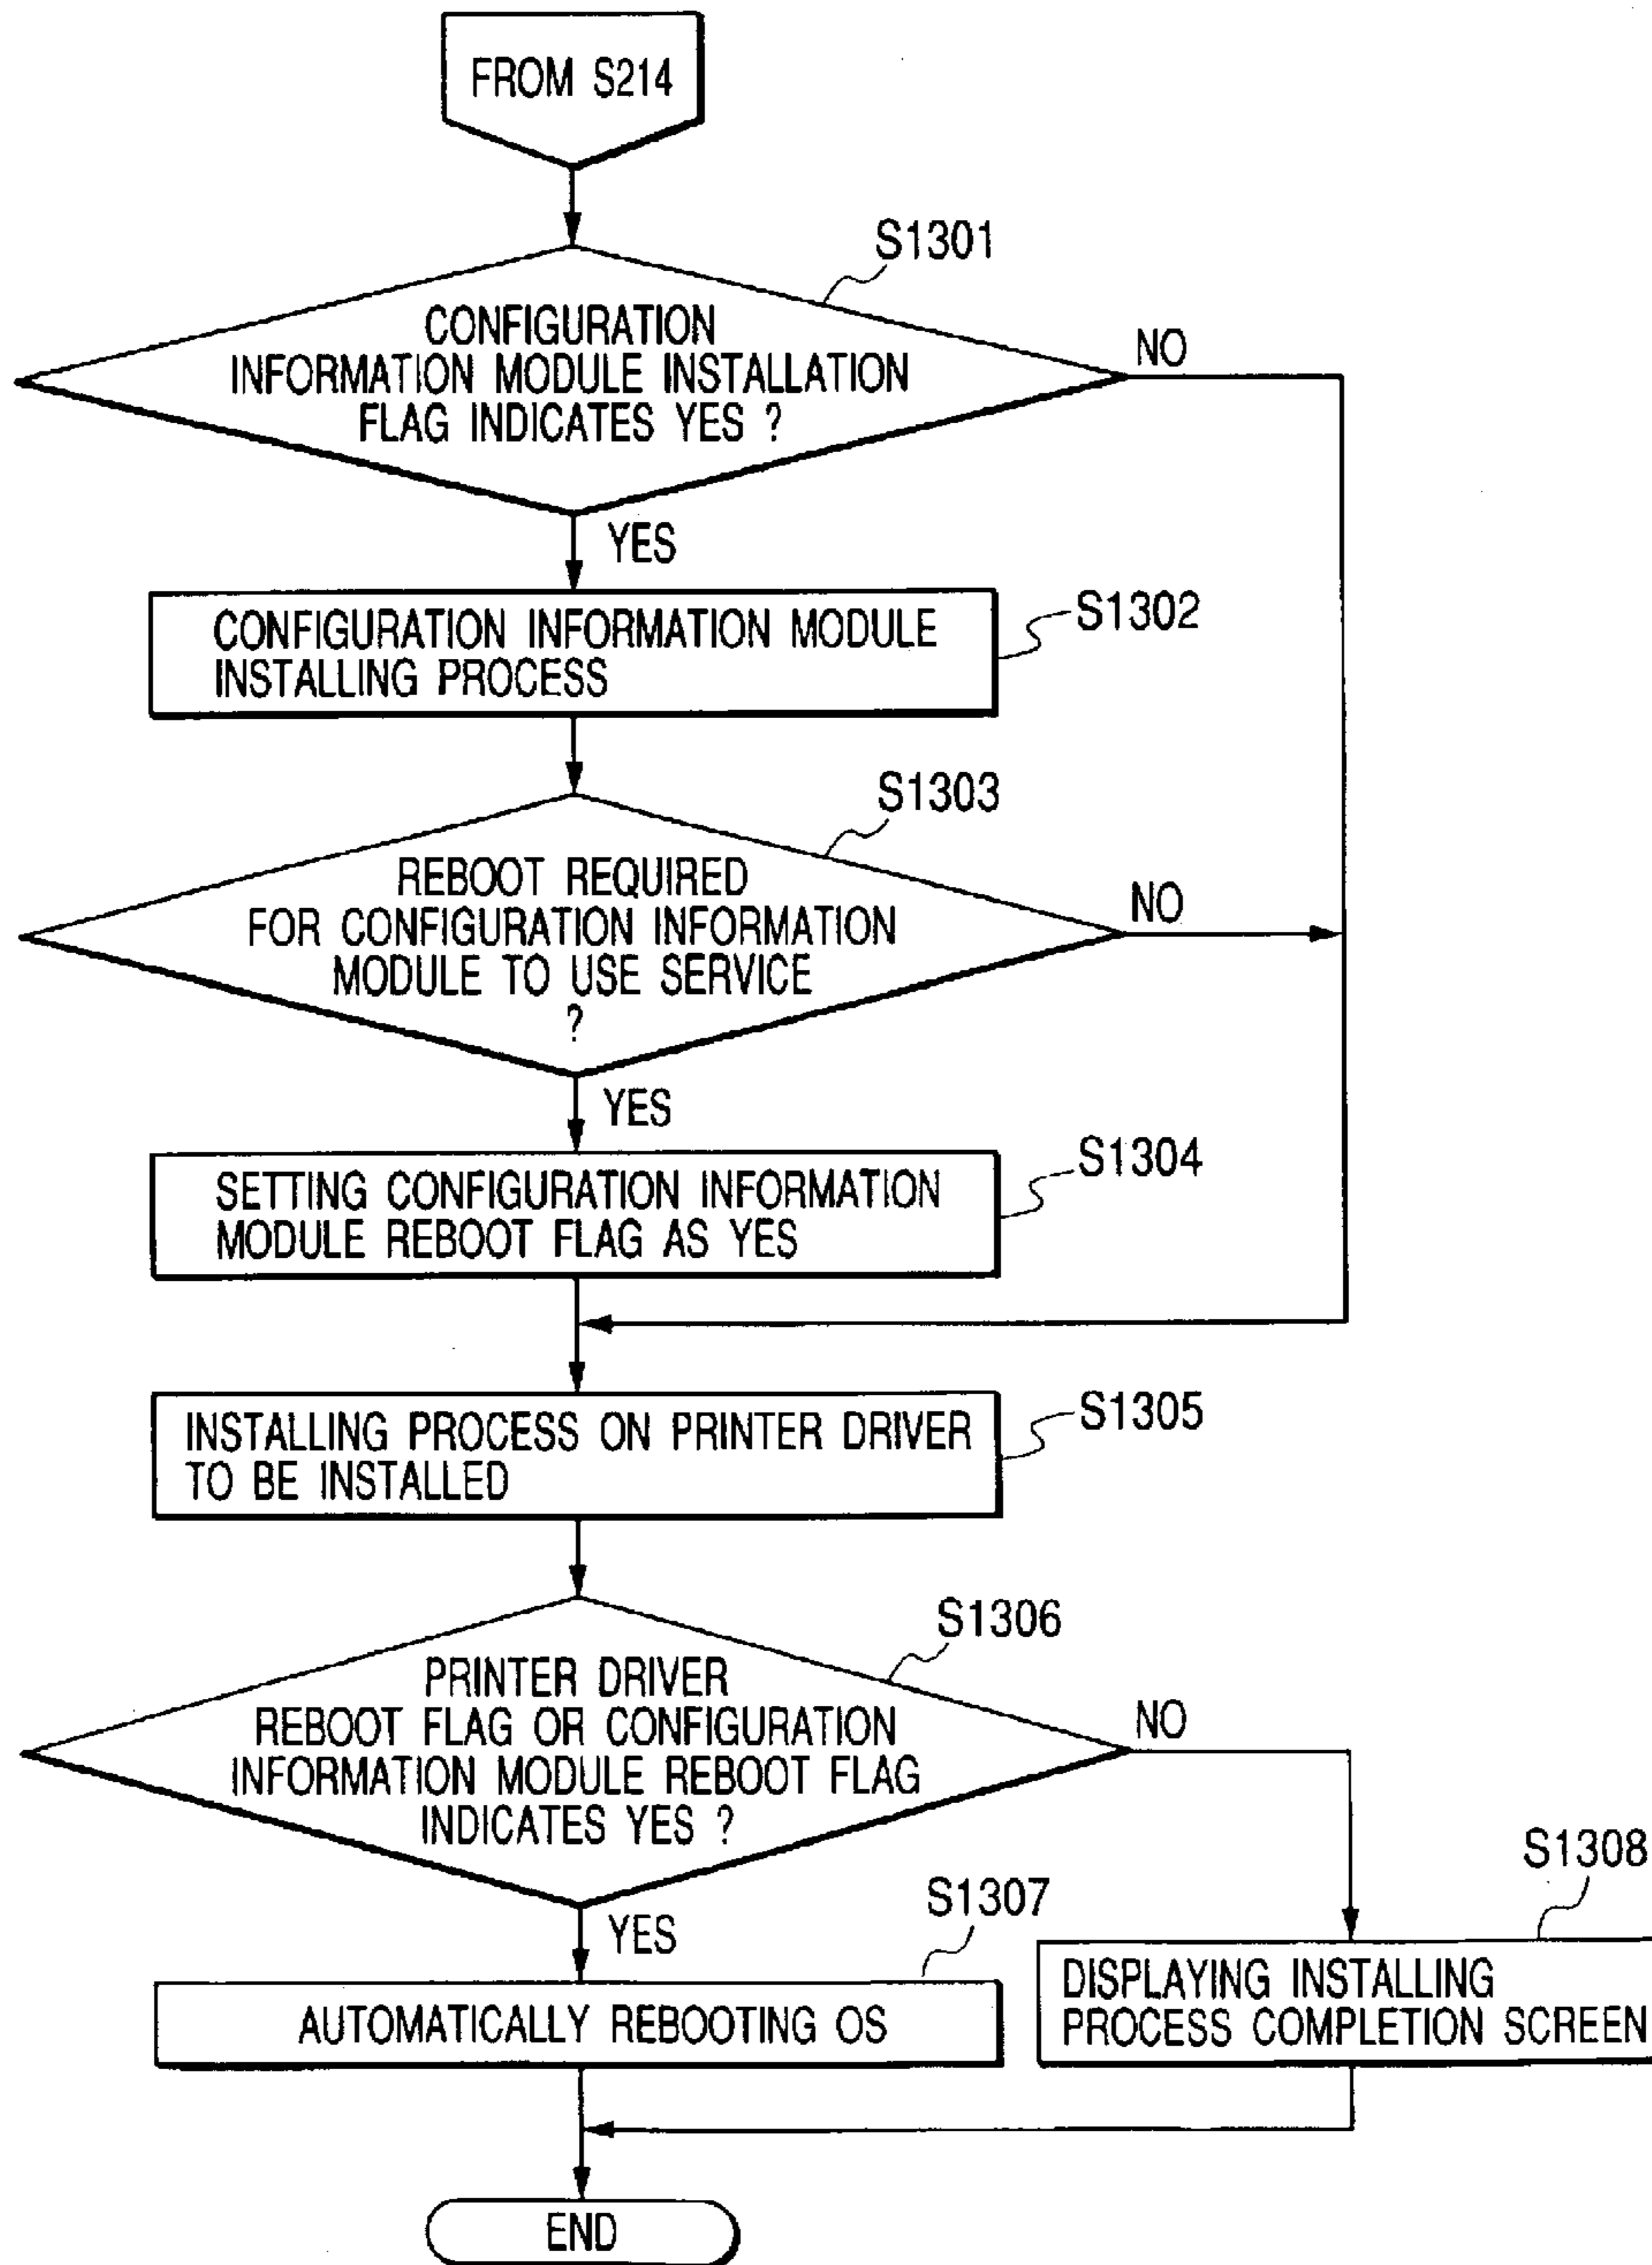 FROM S214
S1301
CONFIGURATION
INFORMATION MODULE INSTALLATION
FLAG INDICATES YES ?
NO
YES
CONFIGURATION INFORMATION MODULE
INSTALLING PROCESS
S1302
S1303
REBOOT REQUIRED
FOR CONFIGURATION INFORMATION
MODULE TO USE SERVICE
?
NO
YES
SETTING CONFIGURATION INFORMATION
MODULE REBOOT FLAG AS YES
S1304
INSTALLING PROCESS ON PRINTER DRIVER
TO BE INSTALLED
S1305
S1306
PRINTER DRIVER
REBOOT FLAG OR CONFIGURATION
INFORMATION MODULE REBOOT FLAG
INDICATES YES ?
NO
YES
S1307
AUTOMATICALLY REBOOTING OS
S1308
DISPLAYING INSTALLING
PROCESS COMPLETION SCREEN
END